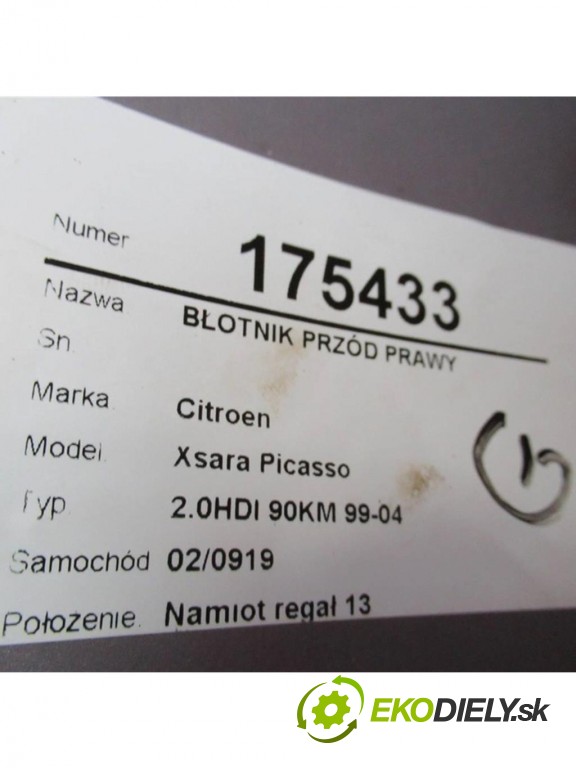 Numer 175433
Nazwa BŁOTNIK PRZÓD PRAWY
Sn
Marka Citroen
Model Xsara Picasso
Typ 2.0HDI 90KM 99-04
Samochód 02/0919
Położenie. Namiot regał 13
EKODIELY.sk